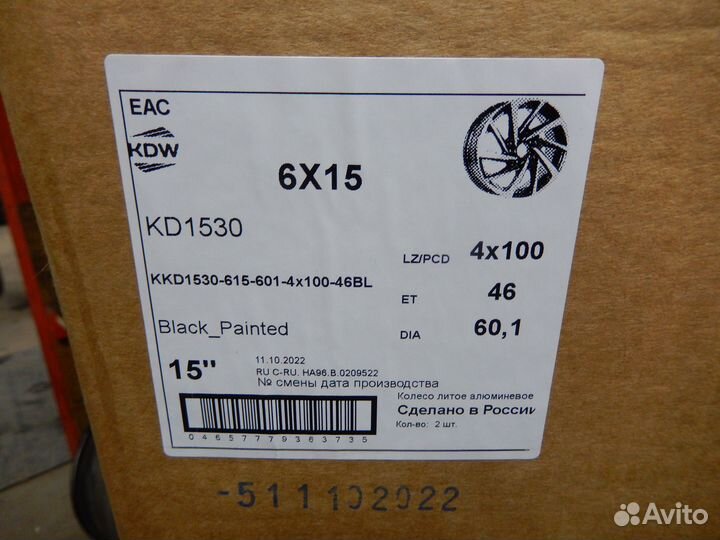 EAC
KDW
6X15
KD1530
LZ/PCD 4x100
KKD1530-615-601-4x100-46BL
ET 46
Black_Painted
DIA 60,1
15"
11.10.2022
RU C-RU. HA96.B.0209522
№ смены дата производства
Колесо литое алюминевое
Сделано в России
Кол-во: 2 шт.
04657779363735
-511102022
Avito